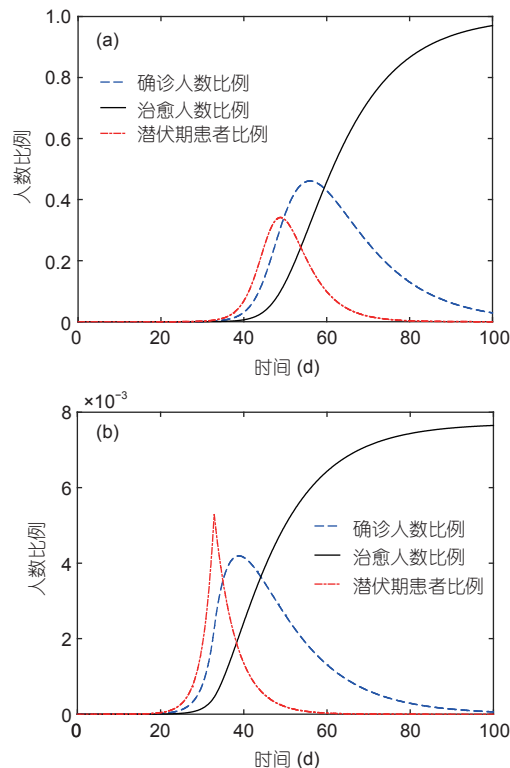 (a)
1.0
0.8
0.6
0.4
0.2
0
人数比例
确诊人数比例
治愈人数比例
潜伏期患者比例
0 20 40 60 80 100
时间 (d)
×10⁻³
(b)
8
6
4
2
0
人数比例
确诊人数比例
治愈人数比例
潜伏期患者比例
0 20 40 60 80 100
时间 (d)